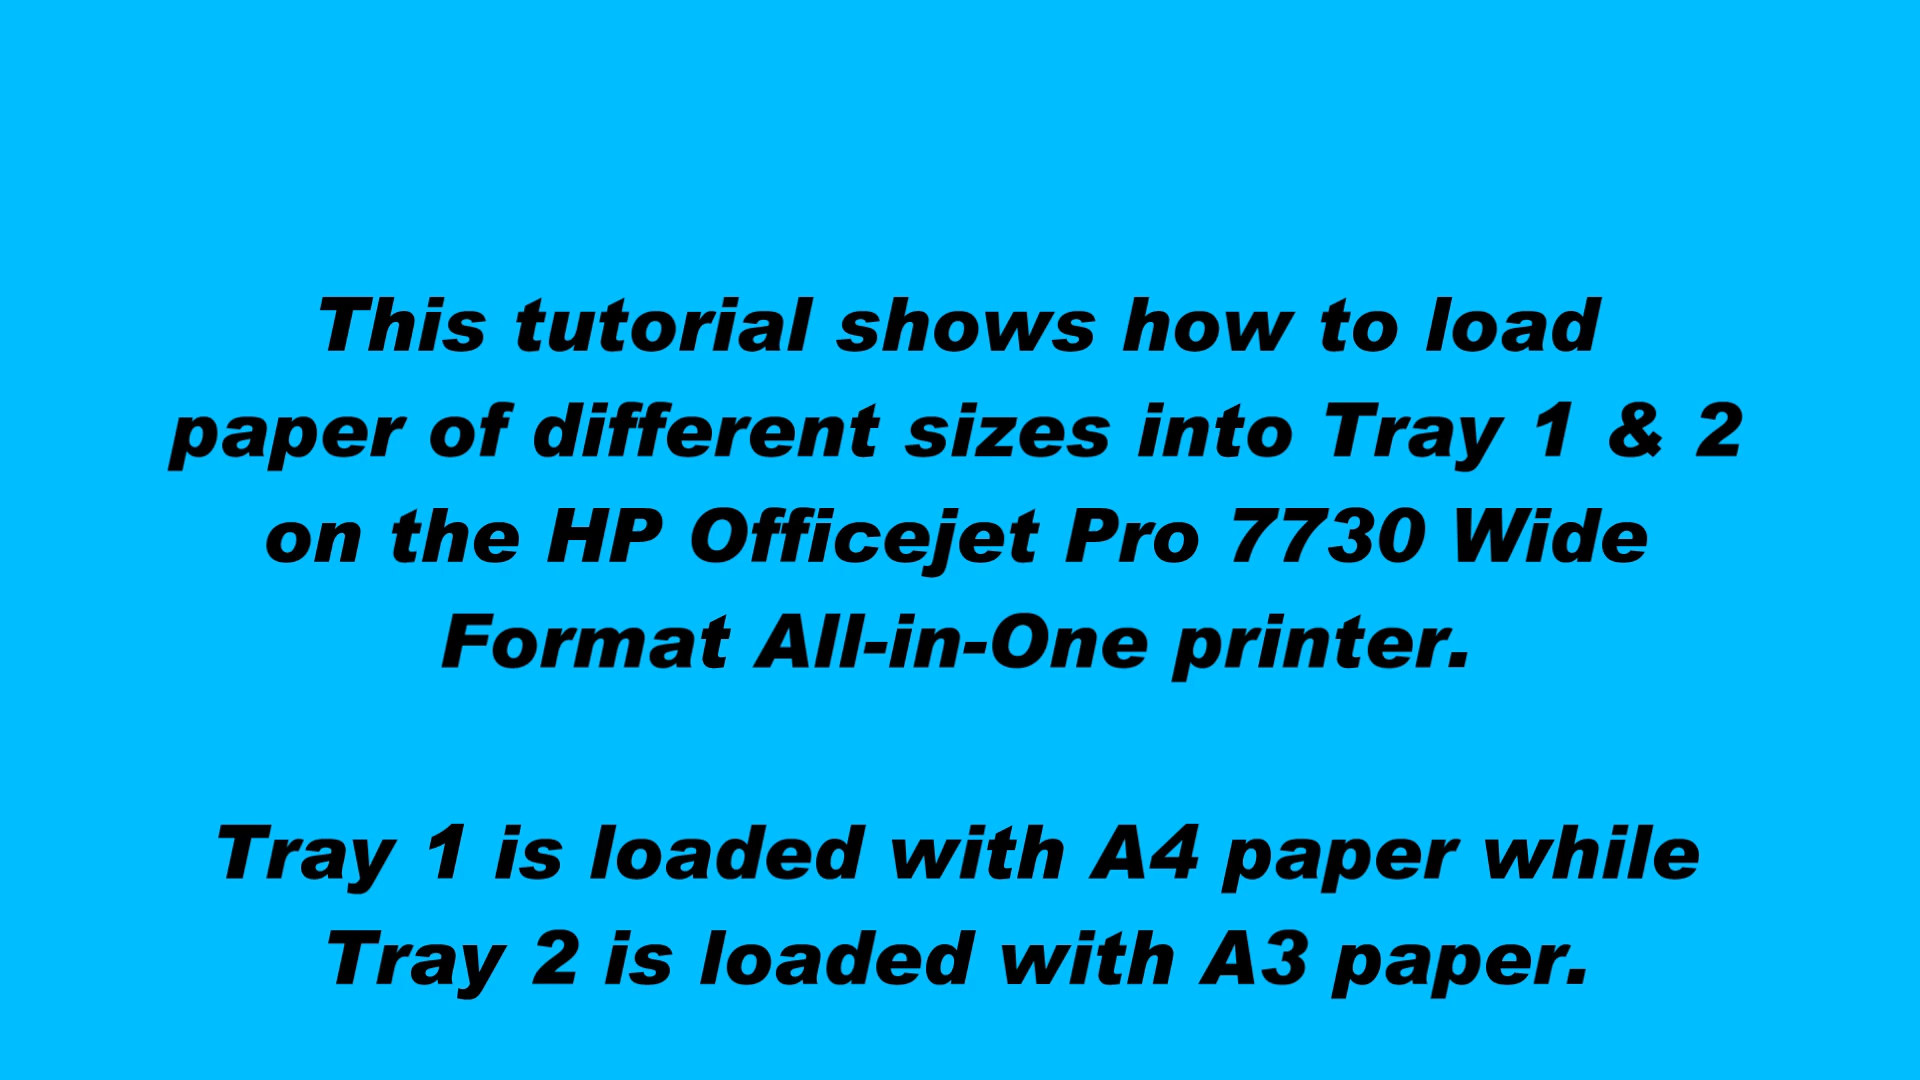 This tutorial shows how to load
paper of different sizes into Tray 1 & 2
on the HP Officejet Pro 7730 Wide
Format All-in-One printer.
Tray 1 is loaded with A4 paper while
Tray 2 is loaded with A3 paper.